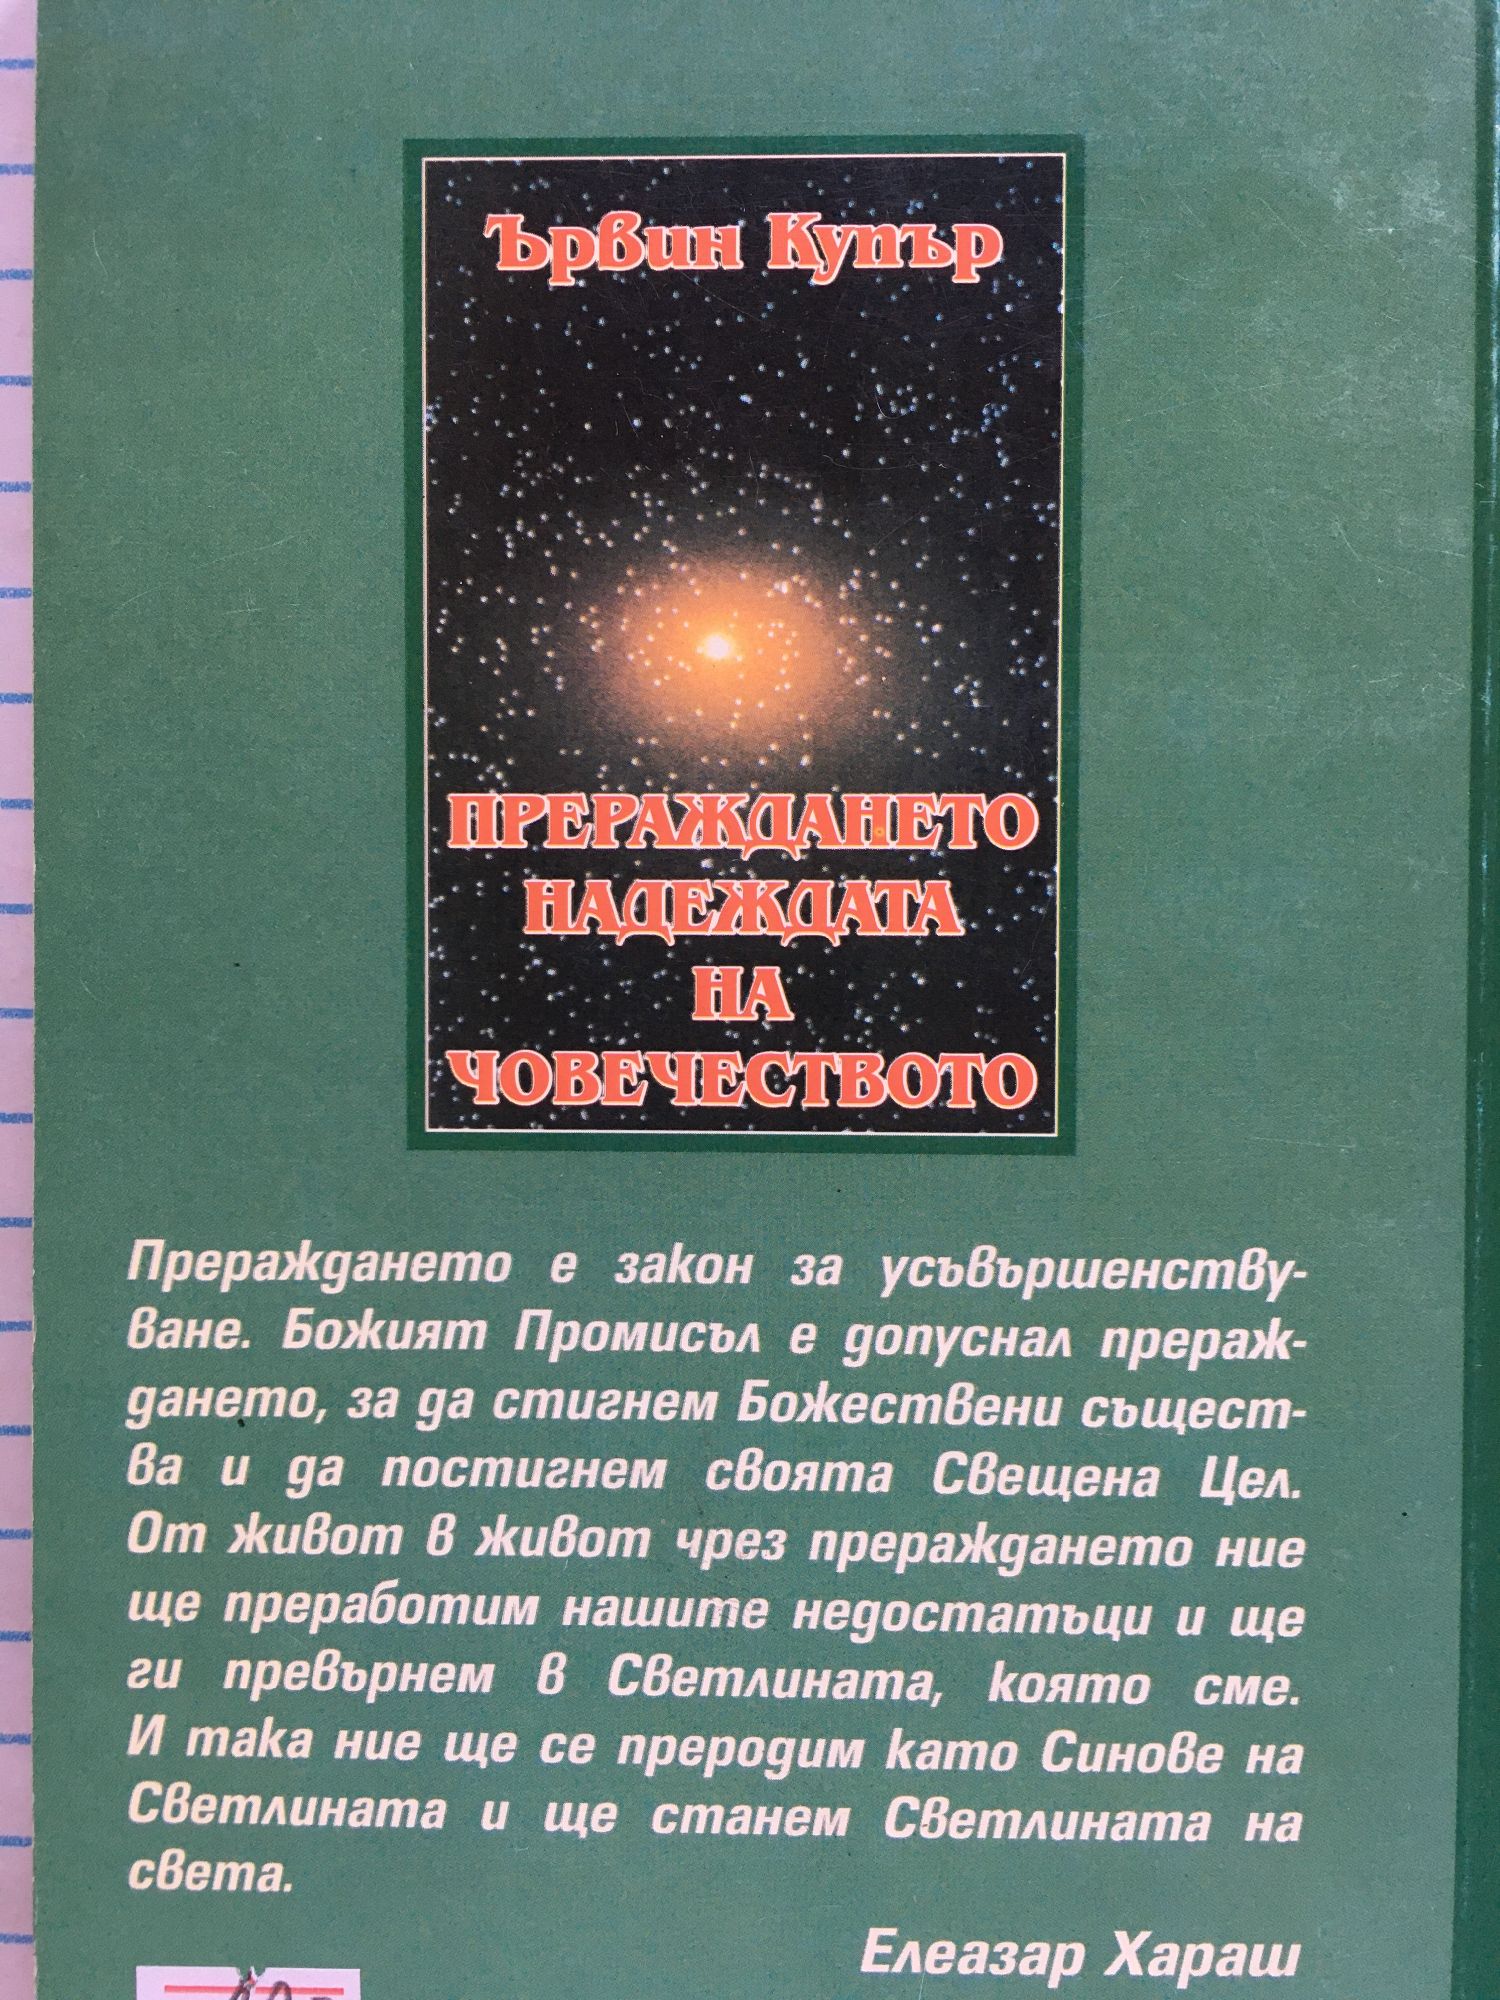 Ървин Купър
ПРЕРАЖДАНЕТО
НАДЕЖДАТА
НА
ЧОВЕЧЕСТВОТО
Прераждането е закон за усъвършенству-
ване. Божият Промисъл е допуснал прераж-
дането, за да стигнем Божествени същест-
ва и да постигнем своята Свещена Цел.
От живот в живот чрез прераждането ние
ще преработим нашите недостатъци и ще
ги превърнем в Светлината, която сме.
И така ние ще се преродим като Синове на
Светлината и ще станем Светлината на
света.
Елеазар Хараш